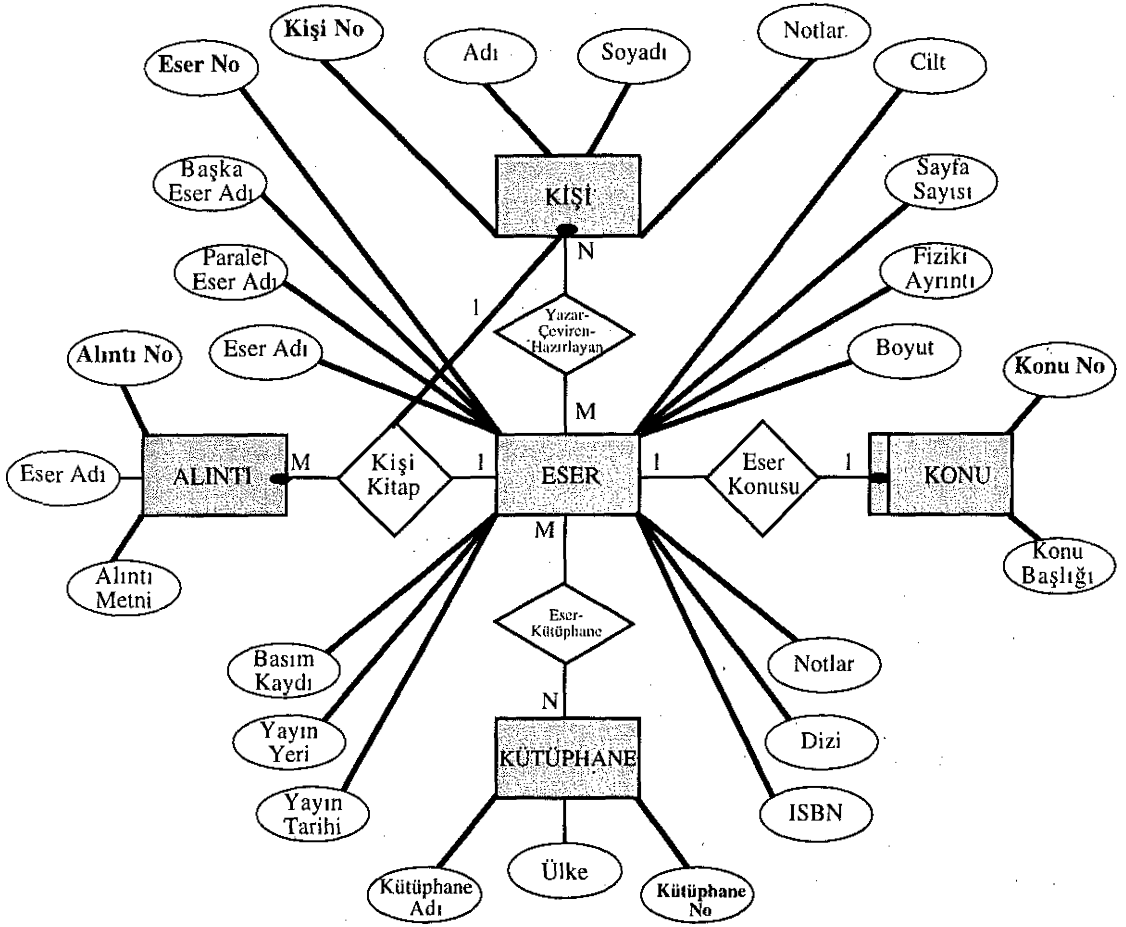 Kişi No
Notlar
Adı
Soyadı
Eser No
Cilt
Başka
Eser Adı
Sayfa
Sayısı
KİŞİ
N
Paralel
Eser Adı
Fiziki
Ayrıntı
1
Yazar-
Çeviren-
Hazırlayan
Alıntı No
Eser Adı
Boyut
Konu No
M
Eser Adı
ALINTI
M
Kişi
Kitap
1
ESER
1
Eser
Konusu
1
KONU
M
Alıntı
Metni
Konu
Başlığı
Eser-
Kütüphane
Basım
Kaydı
Notlar
N
Yayın
Yeri
KÜTÜPHANE
Dizi
Yayın
Tarihi
ISBN
Kütüphane
Adı
Ülke
Kütüphane
No